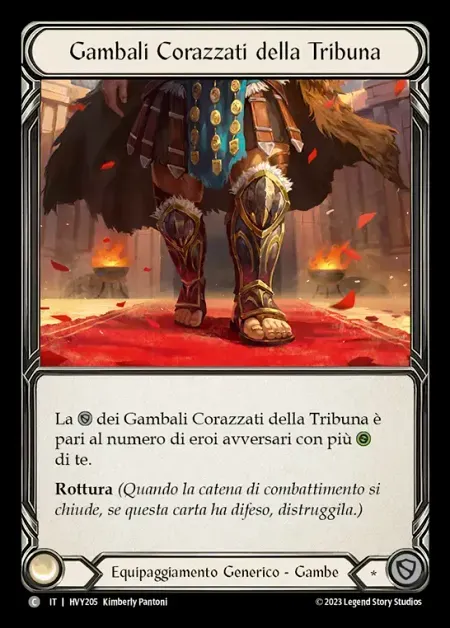 Gambali Corazzati della Tribuna
La dei Gambali Corazzati della Tribuna è
pari al numero di eroi avversari con più
di te.
Rottura (Quando la catena di combattimento si
chiude, se questa carta ha difeso, distruggila.)
Equipaggiamento Generico - Gambe
*
C IT | HVY205 Kimberly Pantoni
© 2023 Legend Story Studios